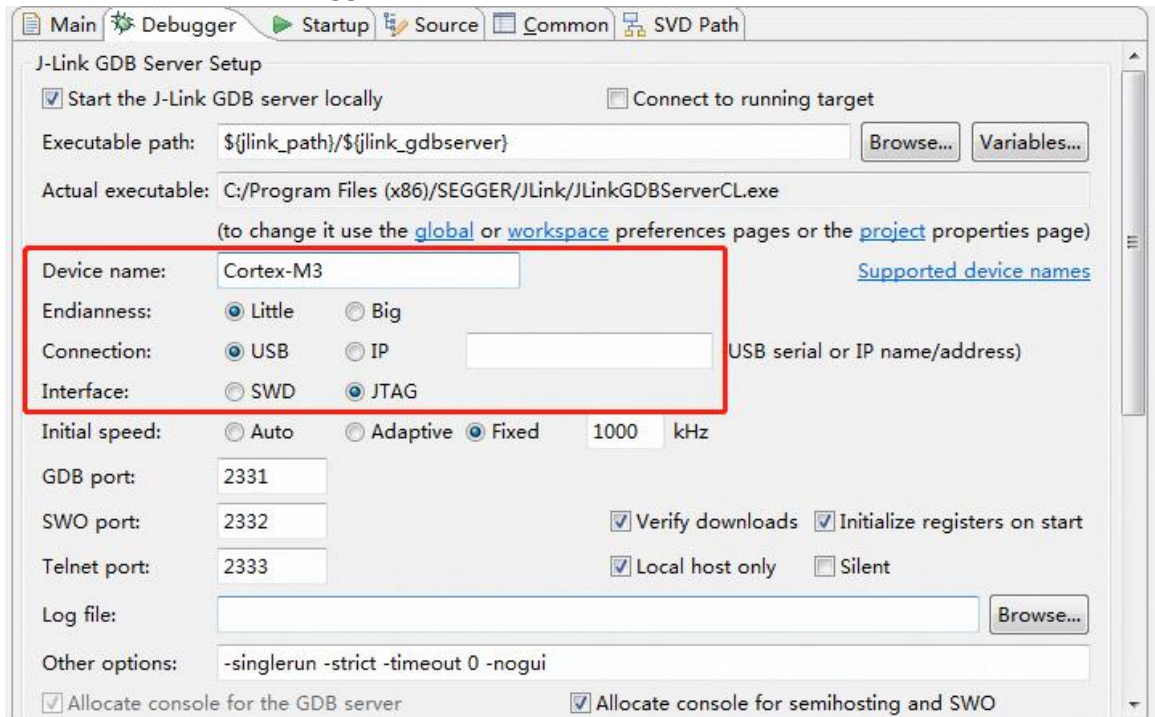 Main Debugger Startup Source Common SVD Path
J-Link GDB Server Setup
Start the J-Link GDB server locally Connect to running target
Executable path: ${jlink_path}/${jlink_gdbserver} Browse... Variables...
Actual executable: C:/Program Files (x86)/SEGGER/JLink/JLinkGDBServerCL.exe
(to change it use the global or workspace preferences pages or the project properties page)
Device name: Cortex-M3 Supported device names
Endianness: Little Big
Connection: USB IP USB serial or IP name/address)
Interface: SWD JTAG
Initial speed: Auto Adaptive Fixed 1000 kHz
GDB port: 2331
SWO port: 2332 Verify downloads Initialize registers on start
Telnet port: 2333 Local host only Silent
Log file: Browse...
Other options: -singlerun -strict -timeout 0 -nogui
Allocate console for the GDB server Allocate console for semihosting and SWO